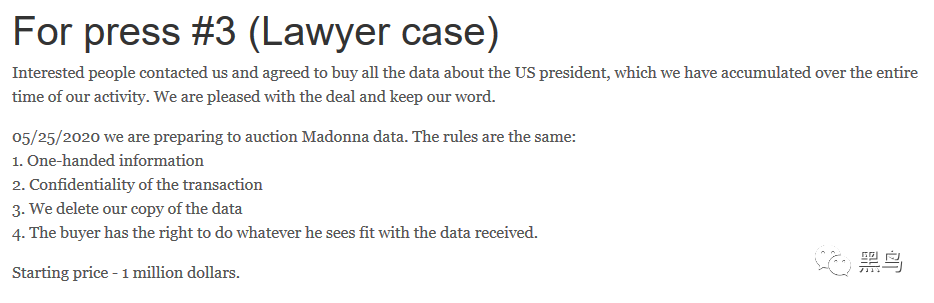 For press #3 (Lawyer case)
Interested people contacted us and agreed to buy all the data about the US president, which we have accumulated over the entire
time of our activity. We are pleased with the deal and keep our word.
05/25/2020 we are preparing to auction Madonna data. The rules are the same:
1. One-handed information
2. Confidentiality of the transaction
3. We delete our copy of the data
4. The buyer has the right to do whatever he sees fit with the data received.
Starting price - 1 million dollars.
黑鸟